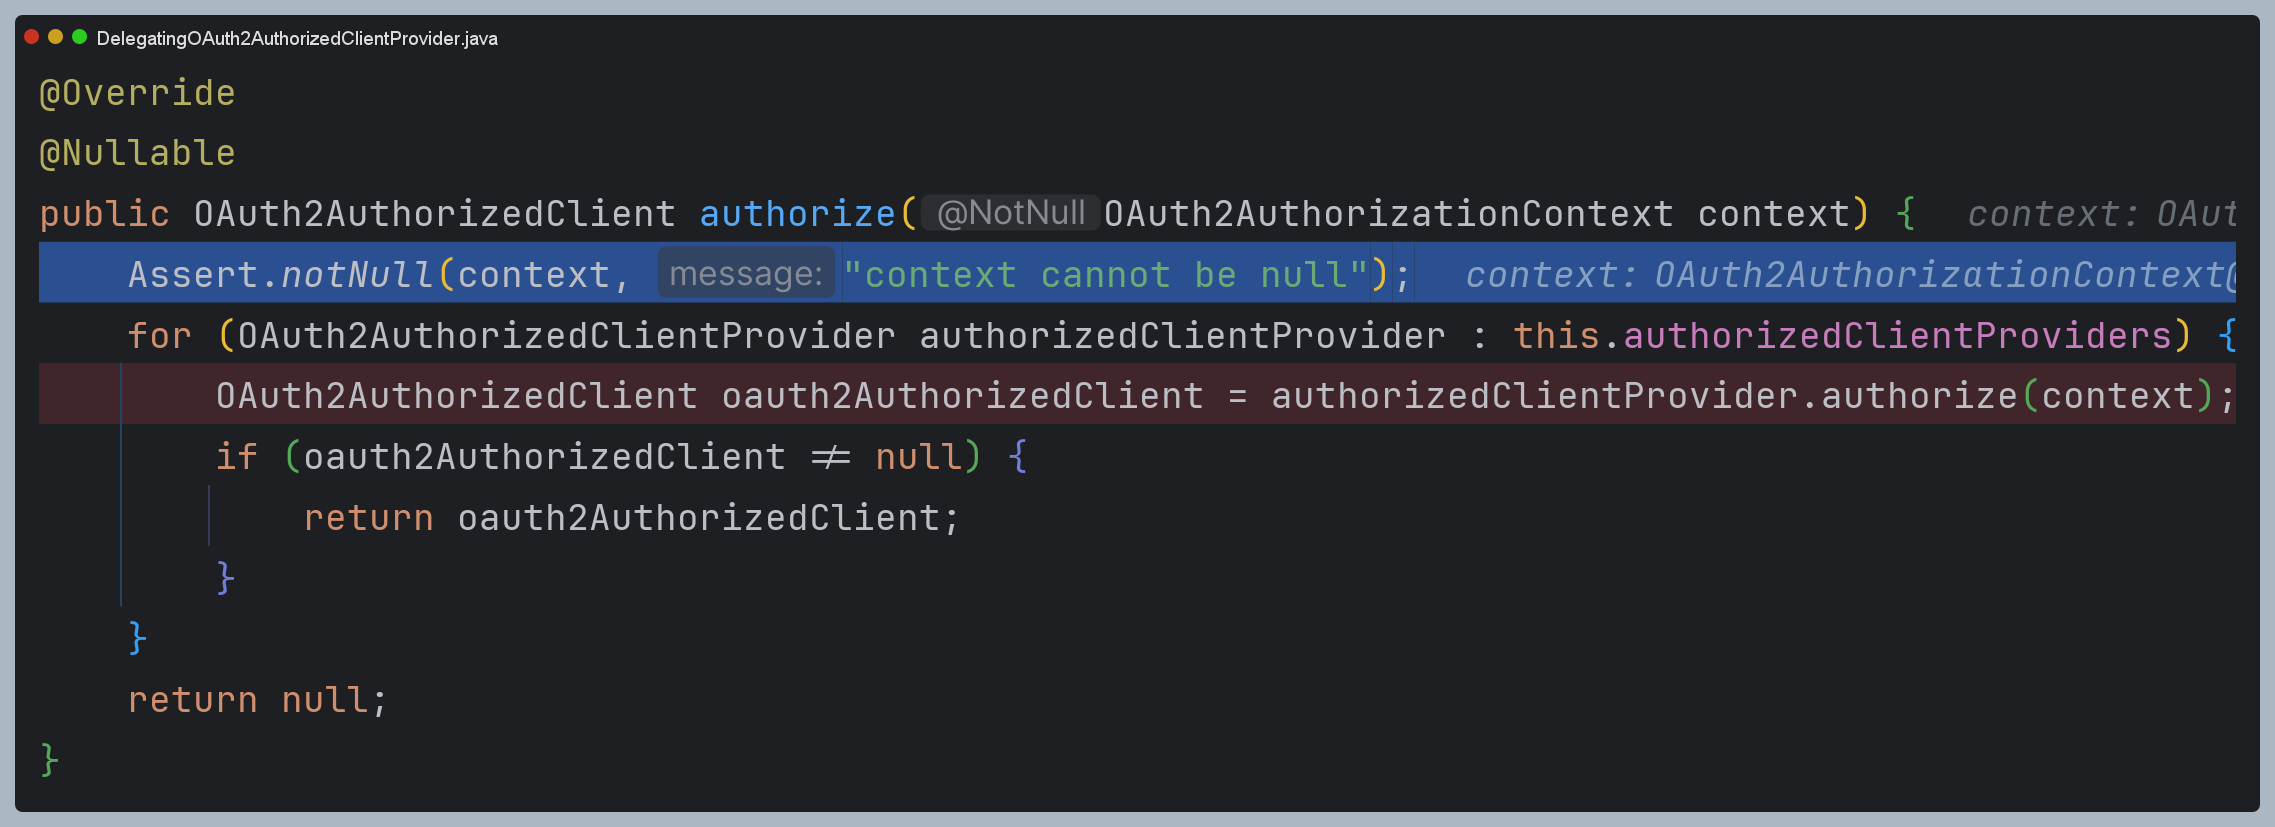 DelegatingOAuth2AuthorizedClientProvider.java
@Override
@Nullable
public OAuth2AuthorizedClient authorize( @NotNull OAuth2AuthorizationContext context) { context: OAut
Assert.notNull(context, message: "context cannot be null"); context: OAuth2AuthorizationContext@
for (OAuth2AuthorizedClientProvider authorizedClientProvider : this.authorizedClientProviders) {
OAuth2AuthorizedClient oauth2AuthorizedClient = authorizedClientProvider.authorize(context);
if (oauth2AuthorizedClient != null) {
return oauth2AuthorizedClient;
}
}
return null;
}